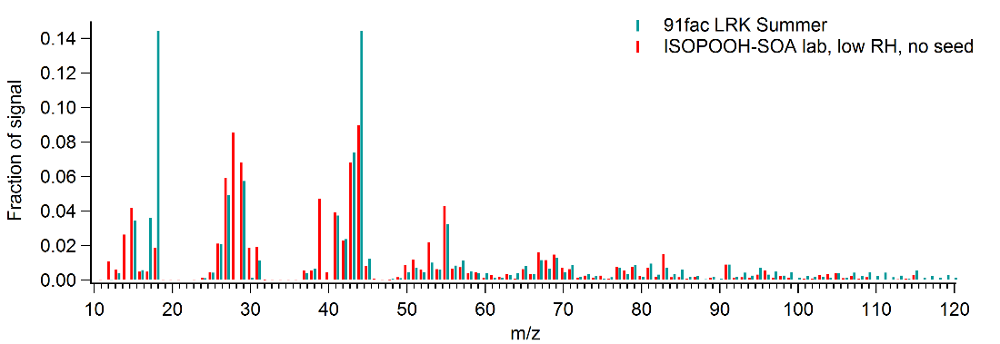 91fac LRK Summer
ISOPOOH-SOA lab, low RH, no seed
Fraction of signal
0.14
0.12
0.10
0.08
0.06
0.04
0.02
0.00
10 20 30 40 50 60 70 80 90 100 110 120
m/z